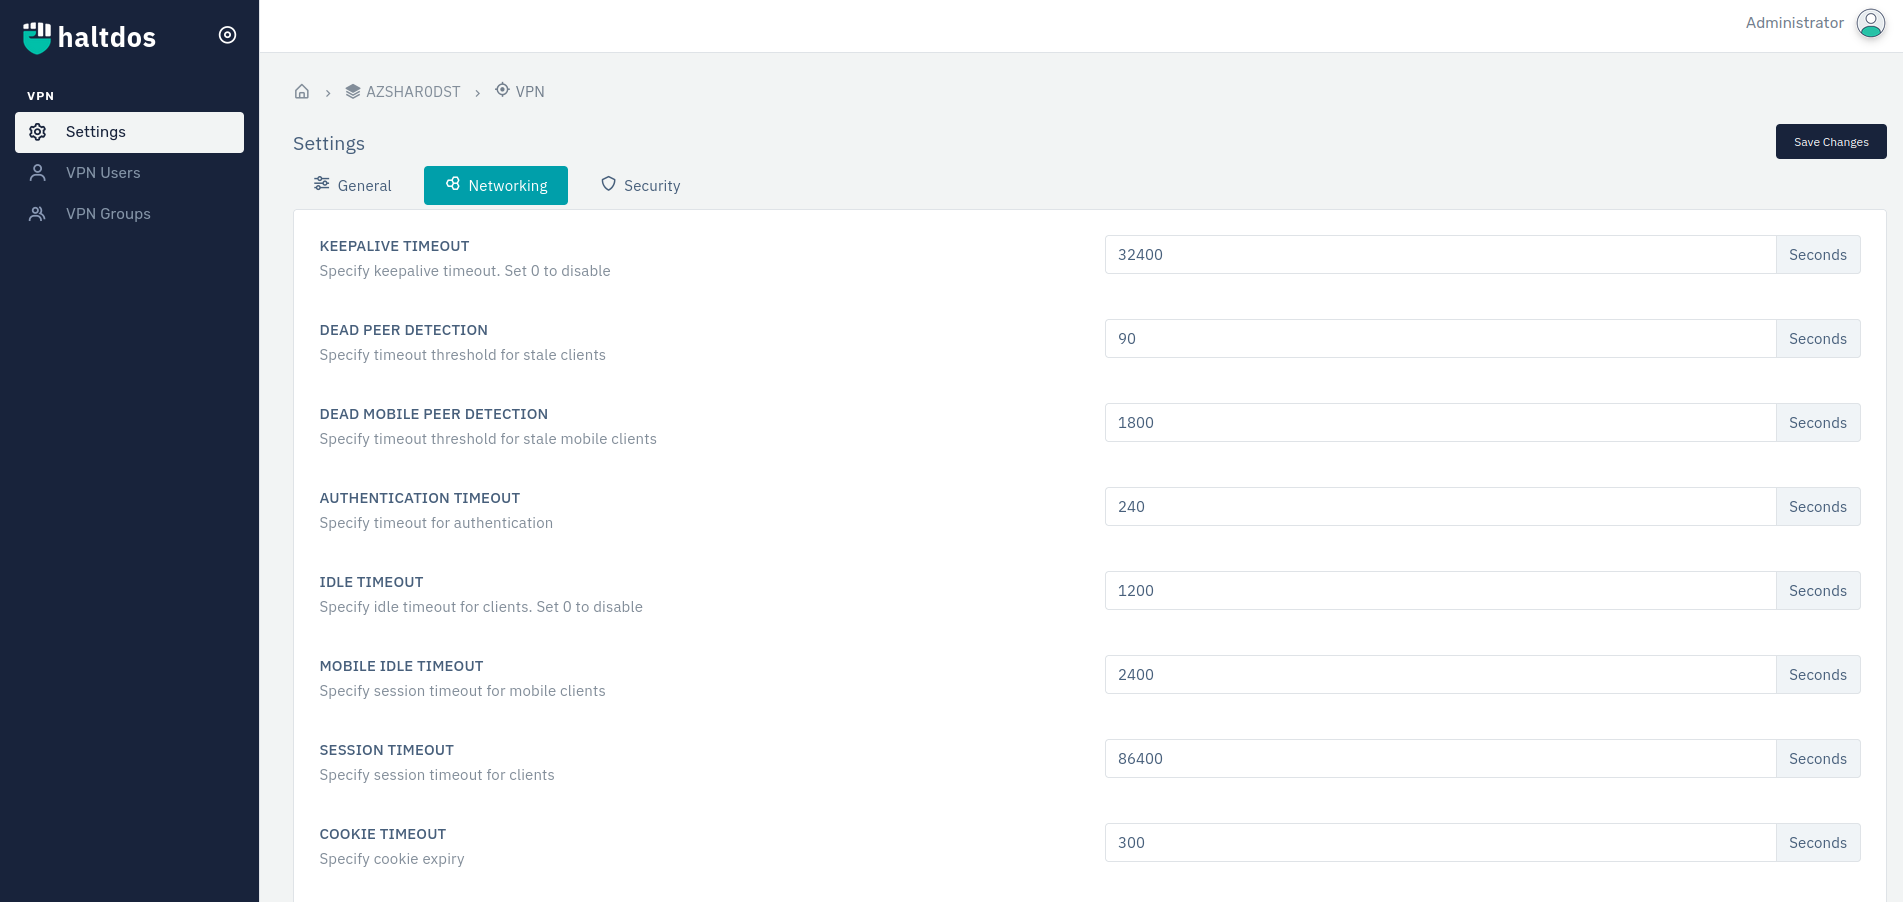 haltdos
Administrator
VPN
Settings
VPN Users
VPN Groups
AZSHAR0DST
VPN
Settings
Save Changes
General
Networking
Security
KEEPALIVE TIMEOUT
Specify keepalive timeout. Set 0 to disable
32400 Seconds
DEAD PEER DETECTION
Specify timeout threshold for stale clients
90 Seconds
DEAD MOBILE PEER DETECTION
Specify timeout threshold for stale mobile clients
1800 Seconds
AUTHENTICATION TIMEOUT
Specify timeout for authentication
240 Seconds
IDLE TIMEOUT
Specify idle timeout for clients. Set 0 to disable
1200 Seconds
MOBILE IDLE TIMEOUT
Specify session timeout for mobile clients
2400 Seconds
SESSION TIMEOUT
Specify session timeout for clients
86400 Seconds
COOKIE TIMEOUT
Specify cookie expiry
300 Seconds